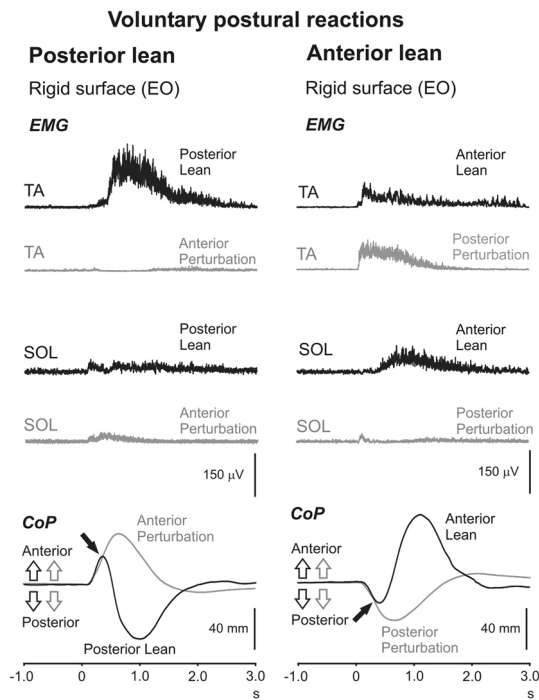 Voluntary postural reactions
Posterior lean
Rigid surface (EO)
EMG
Posterior
Lean
TA
TA
Anterior
Perturbation
Posterior
Lean
SOL
SOL
Anterior
Perturbation
150 μV
CoP
Anterior
Perturbation
Anterior
Posterior
Posterior Lean
40 mm
-1.0 0 1.0 2.0 3.0
s
Anterior lean
Rigid surface (EO)
EMG
Anterior
Lean
TA
TA
Posterior
Perturbation
Anterior
Lean
SOL
SOL
Posterior
Perturbation
150 μV
CoP
Anterior
Lean
Anterior
Posterior
Posterior
Perturbation
40 mm
-1.0 0 1.0 2.0 3.0
s